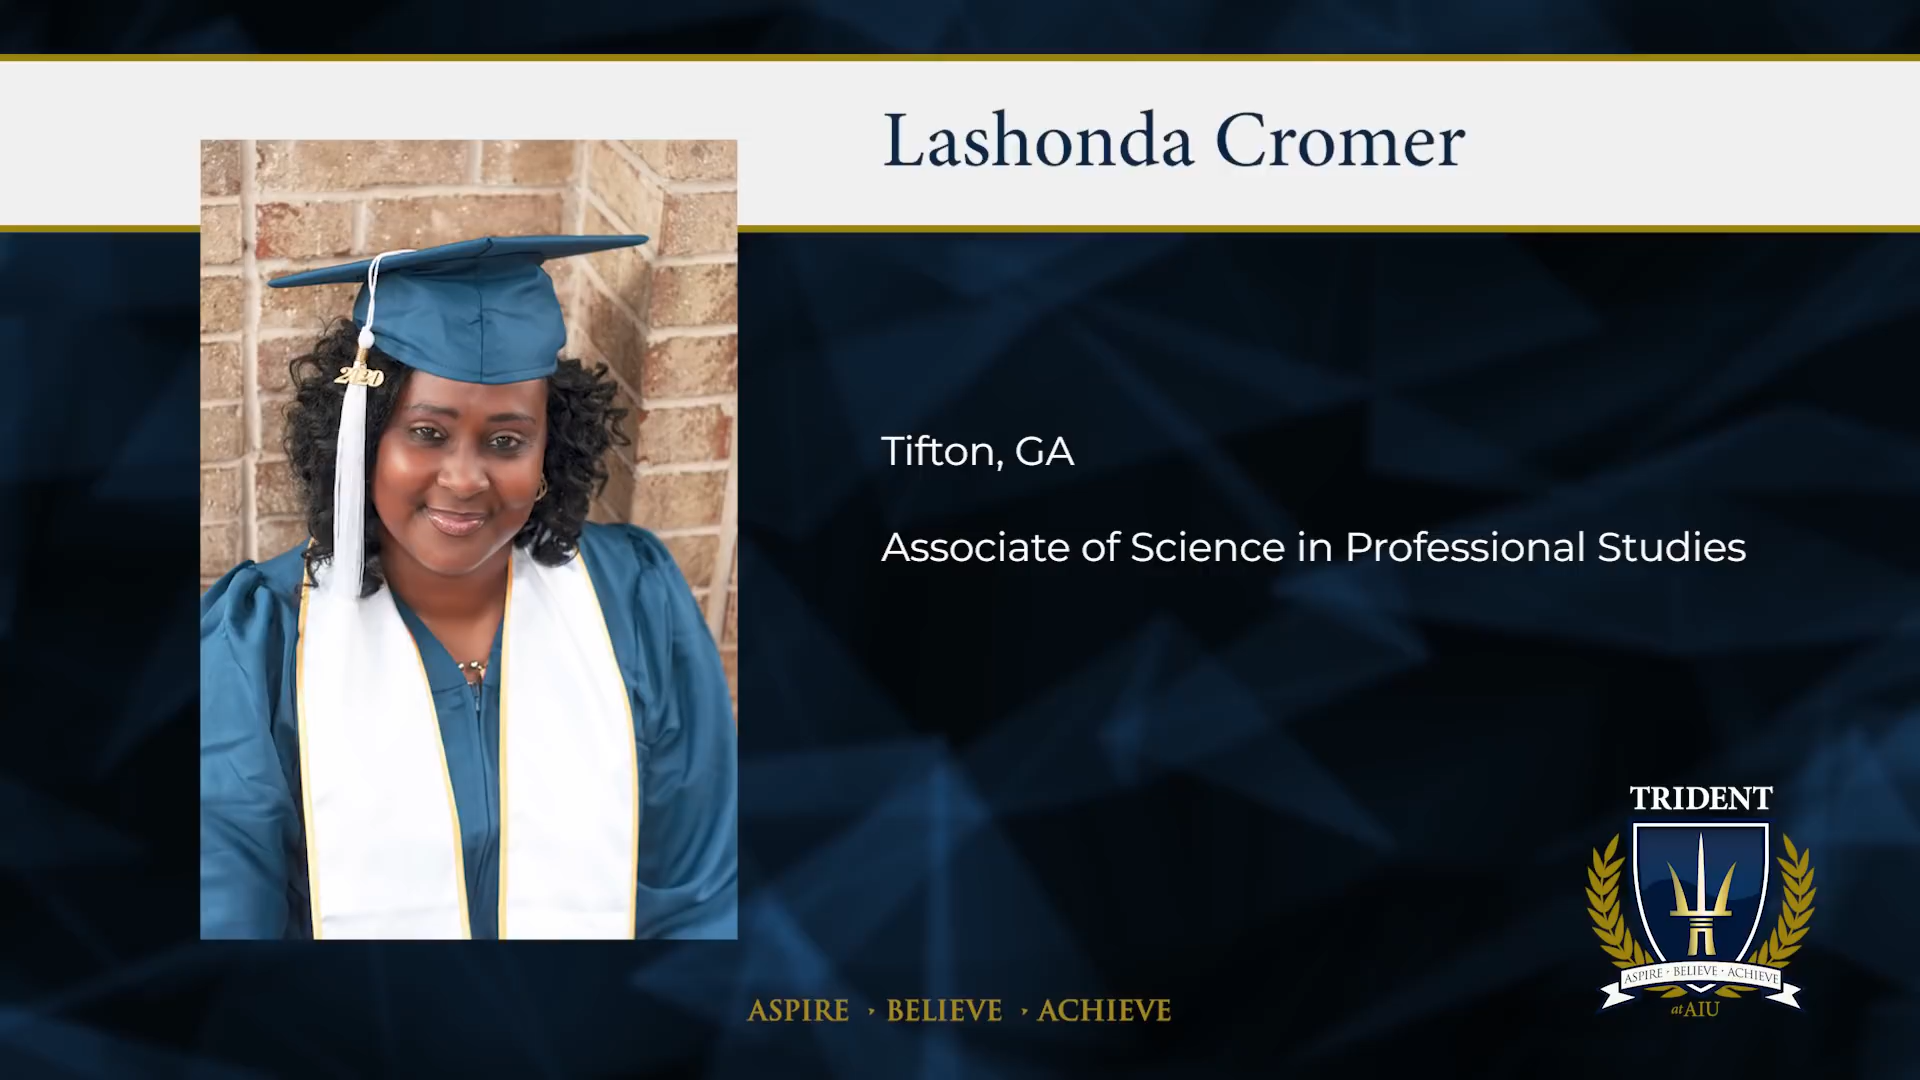 Lashonda Cromer
2020
Tifton, GA
Associate of Science in Professional Studies
TRIDENT
ASPIRE · BELIEVE · ACHIEVE
at AIU
ASPIRE · BELIEVE · ACHIEVE